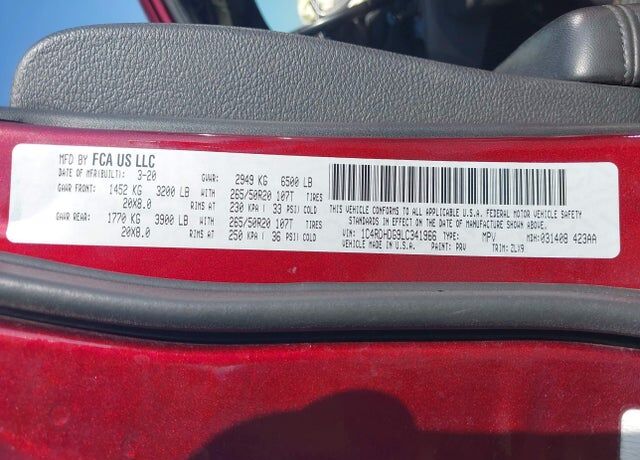 MFD BY FCA US LLC
DATE OF MFR(BUILT): 3-20 GVWR: 2949 KG 6500 LB
GAWR FRONT: 1452 KG 3200 LB WITH 265/50R20 107T TIRES
20X8.0 RIMS AT 230 KPA ( 33 PSI) COLD
GAWR REAR: 1770 KG 3900 LB WITH 265/50R20 107T TIRES
20X8.0 RIMS AT 250 KPA ( 36 PSI) COLD
THIS VEHICLE CONFORMS TO ALL APPLICABLE U.S.A. FEDERAL MOTOR VEHICLE SAFETY
STANDARDS IN EFFECT ON THE DATE OF MANUFACTURE SHOWN ABOVE.
VIN: 1C4RDHDG9LC341966 TYPE: MPV MDH:031408 423AA
VEHICLE MADE IN: PAINT: PRV TRIM: ZLX9